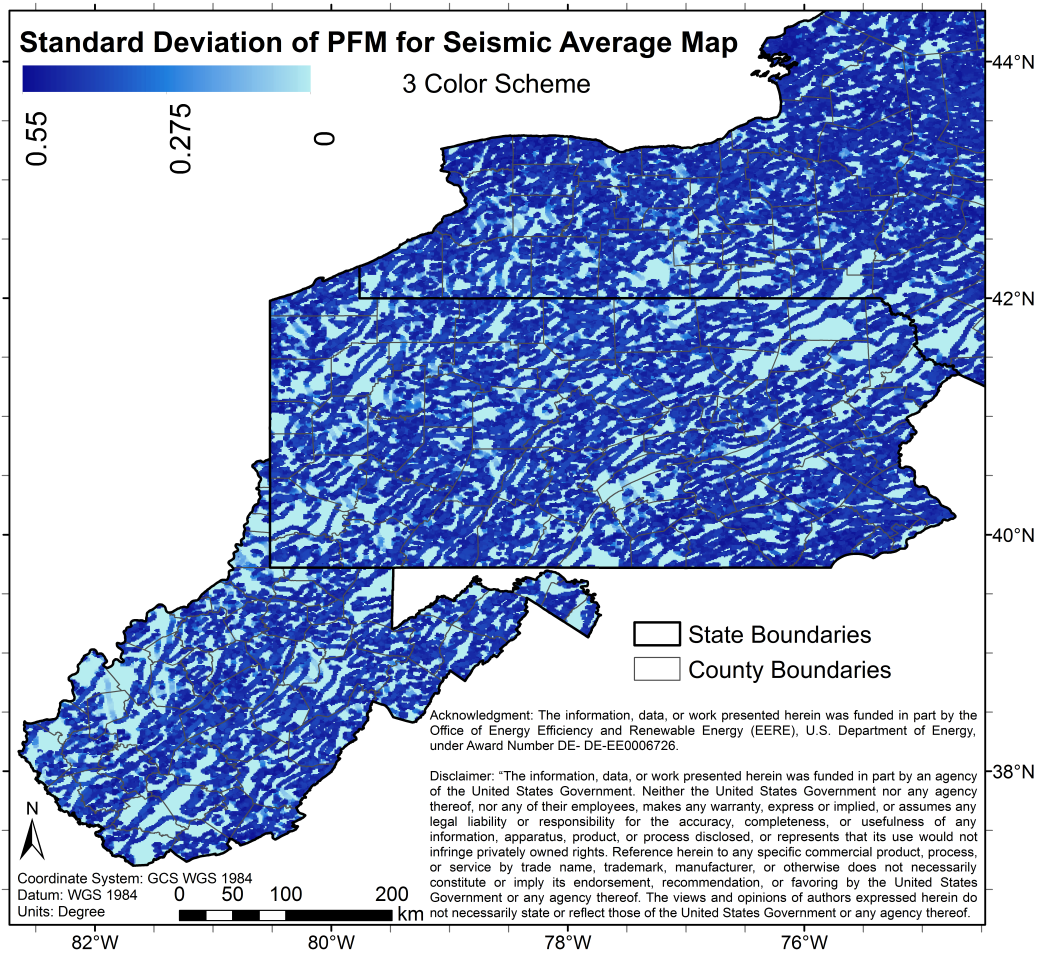 Standard Deviation of PFM for Seismic Average Map
3 Color Scheme
0.55
0.275
0
44°N
42°N
40°N
38°N
State Boundaries
County Boundaries
Acknowledgment: The information, data, or work presented herein was funded in part by the
Office of Energy Efficiency and Renewable Energy (EERE), U.S. Department of Energy,
under Award Number DE- DE-EE0006726.
Disclaimer: “The information, data, or work presented herein was funded in part by an agency
of the United States Government. Neither the United States Government nor any agency
thereof, nor any of their employees, makes any warranty, express or implied, or assumes any
legal liability or responsibility for the accuracy, completeness, or usefulness of any
information, apparatus, product, or process disclosed, or represents that its use would not
infringe privately owned rights. Reference herein to any specific commercial product, process,
or service by trade name, trademark, manufacturer, or otherwise does not necessarily
constitute or imply its endorsement, recommendation, or favoring by the United States
Government or any agency thereof. The views and opinions of authors expressed herein do
not necessarily state or reflect those of the United States Government or any agency thereof.
N
Coordinate System: GCS WGS 1984
Datum: WGS 1984
Units: Degree
0 50 100 200
km
82°W 80°W 78°W 76°W